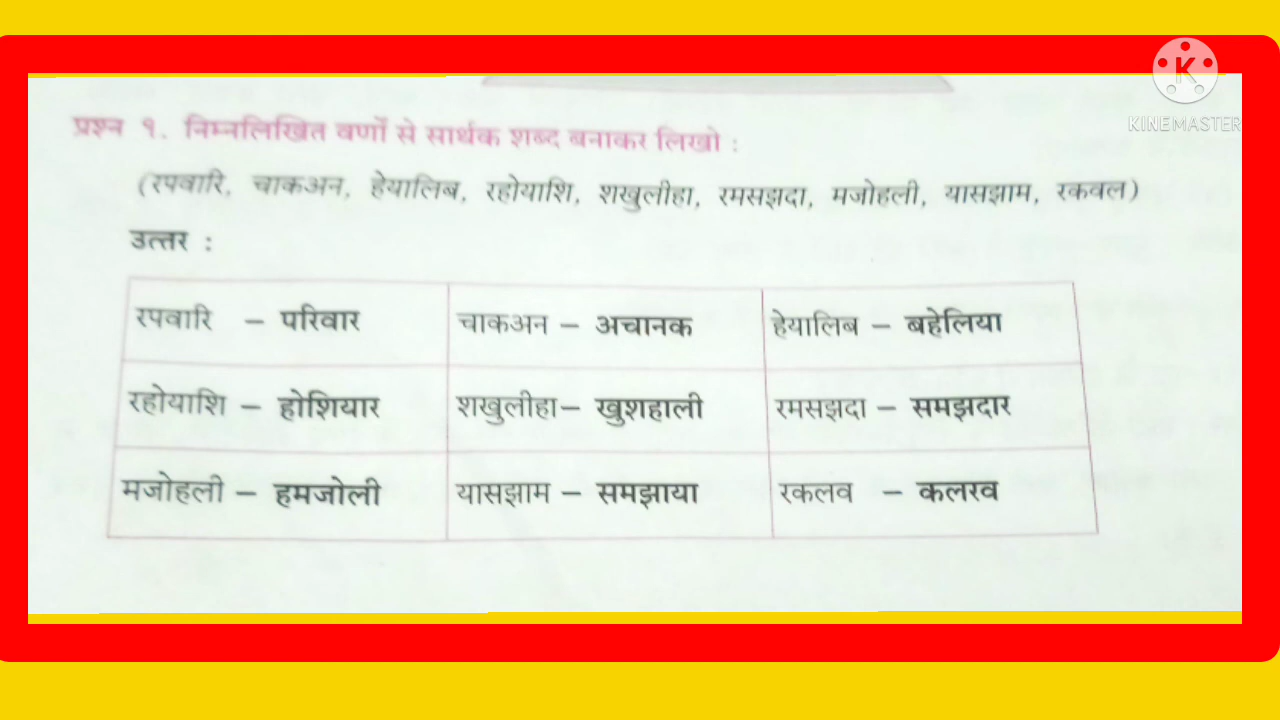 KINEMASTER
प्रश्न १. निम्नलिखित वर्णों से सार्थक शब्द बनाकर लिखो :
(रपवारि, चाकअन, हेयालिब, रहोयाशि, शखुलीहा, रमसझदा, मजोहली, यासझाम, रकवल)
उत्तर :
रपवारि – परिवार चाकअन – अचानक हेयालिब – बहेलिया
रहोयाशि – होशियार शखुलीहा– खुशहाली रमसझदा – समझदार
मजोहली – हमजोली यासझाम – समझाया रकलव – कलरव